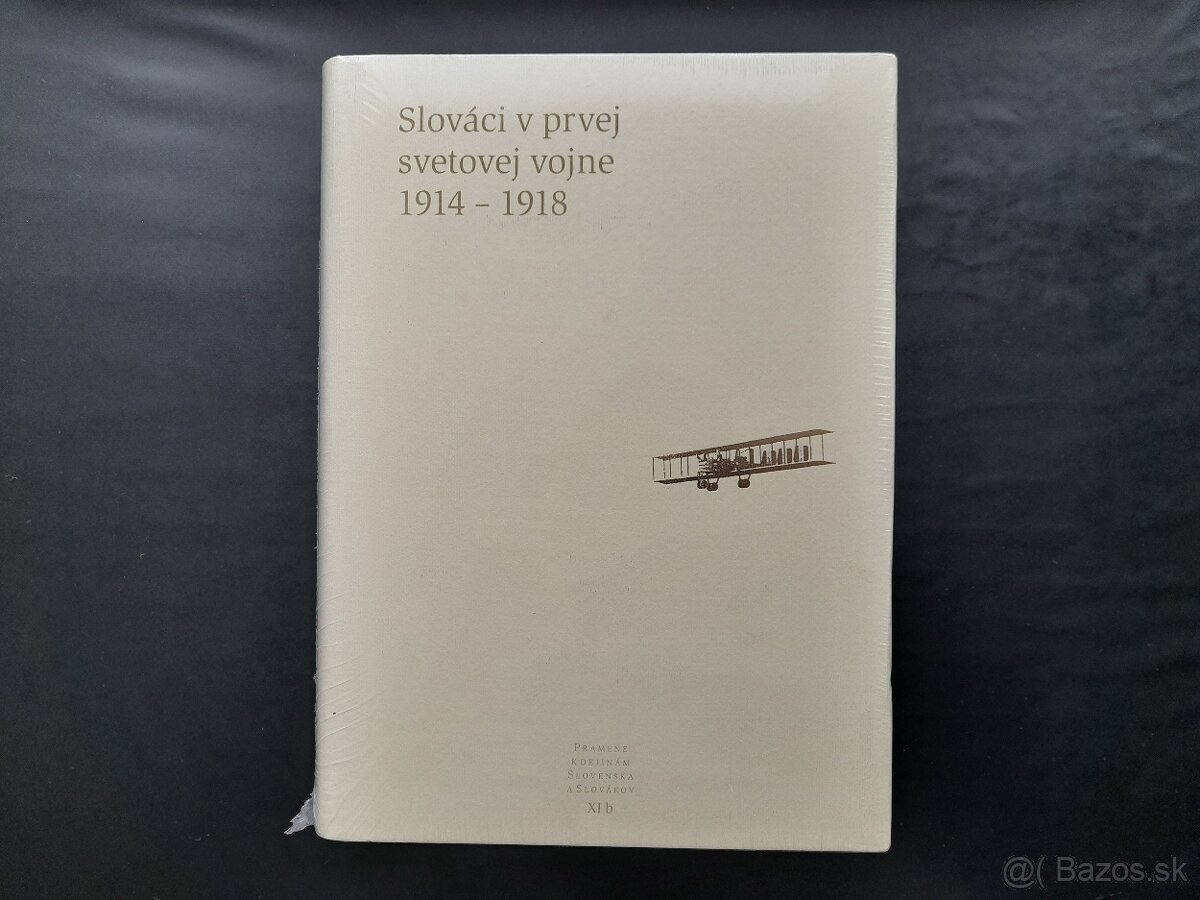 Slováci v prvej
svetovej vojne
1914 – 1918
PRAMENE
K DEJINÁM
SLOVENSKA
A SLOVÁKOV
XI b
@( Bazos.sk